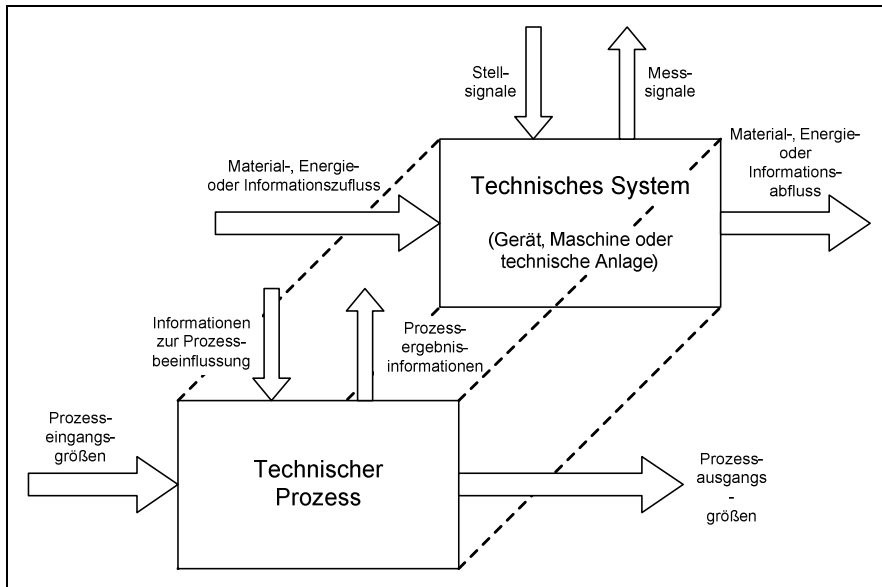 Stell-
signale
Mess-
signale
Material-, Energie-
oder Informationszufluss
Technisches System
(Gerät, Maschine oder
technische Anlage)
Material-, Energie-
oder
Informations-
abfluss
Informationen
zur Prozess-
beeinflussung
Prozess-
ergebnis-
informationen
Prozess-
eingangs-
größen
Technischer
Prozess
Prozess-
ausgangs
-
größen